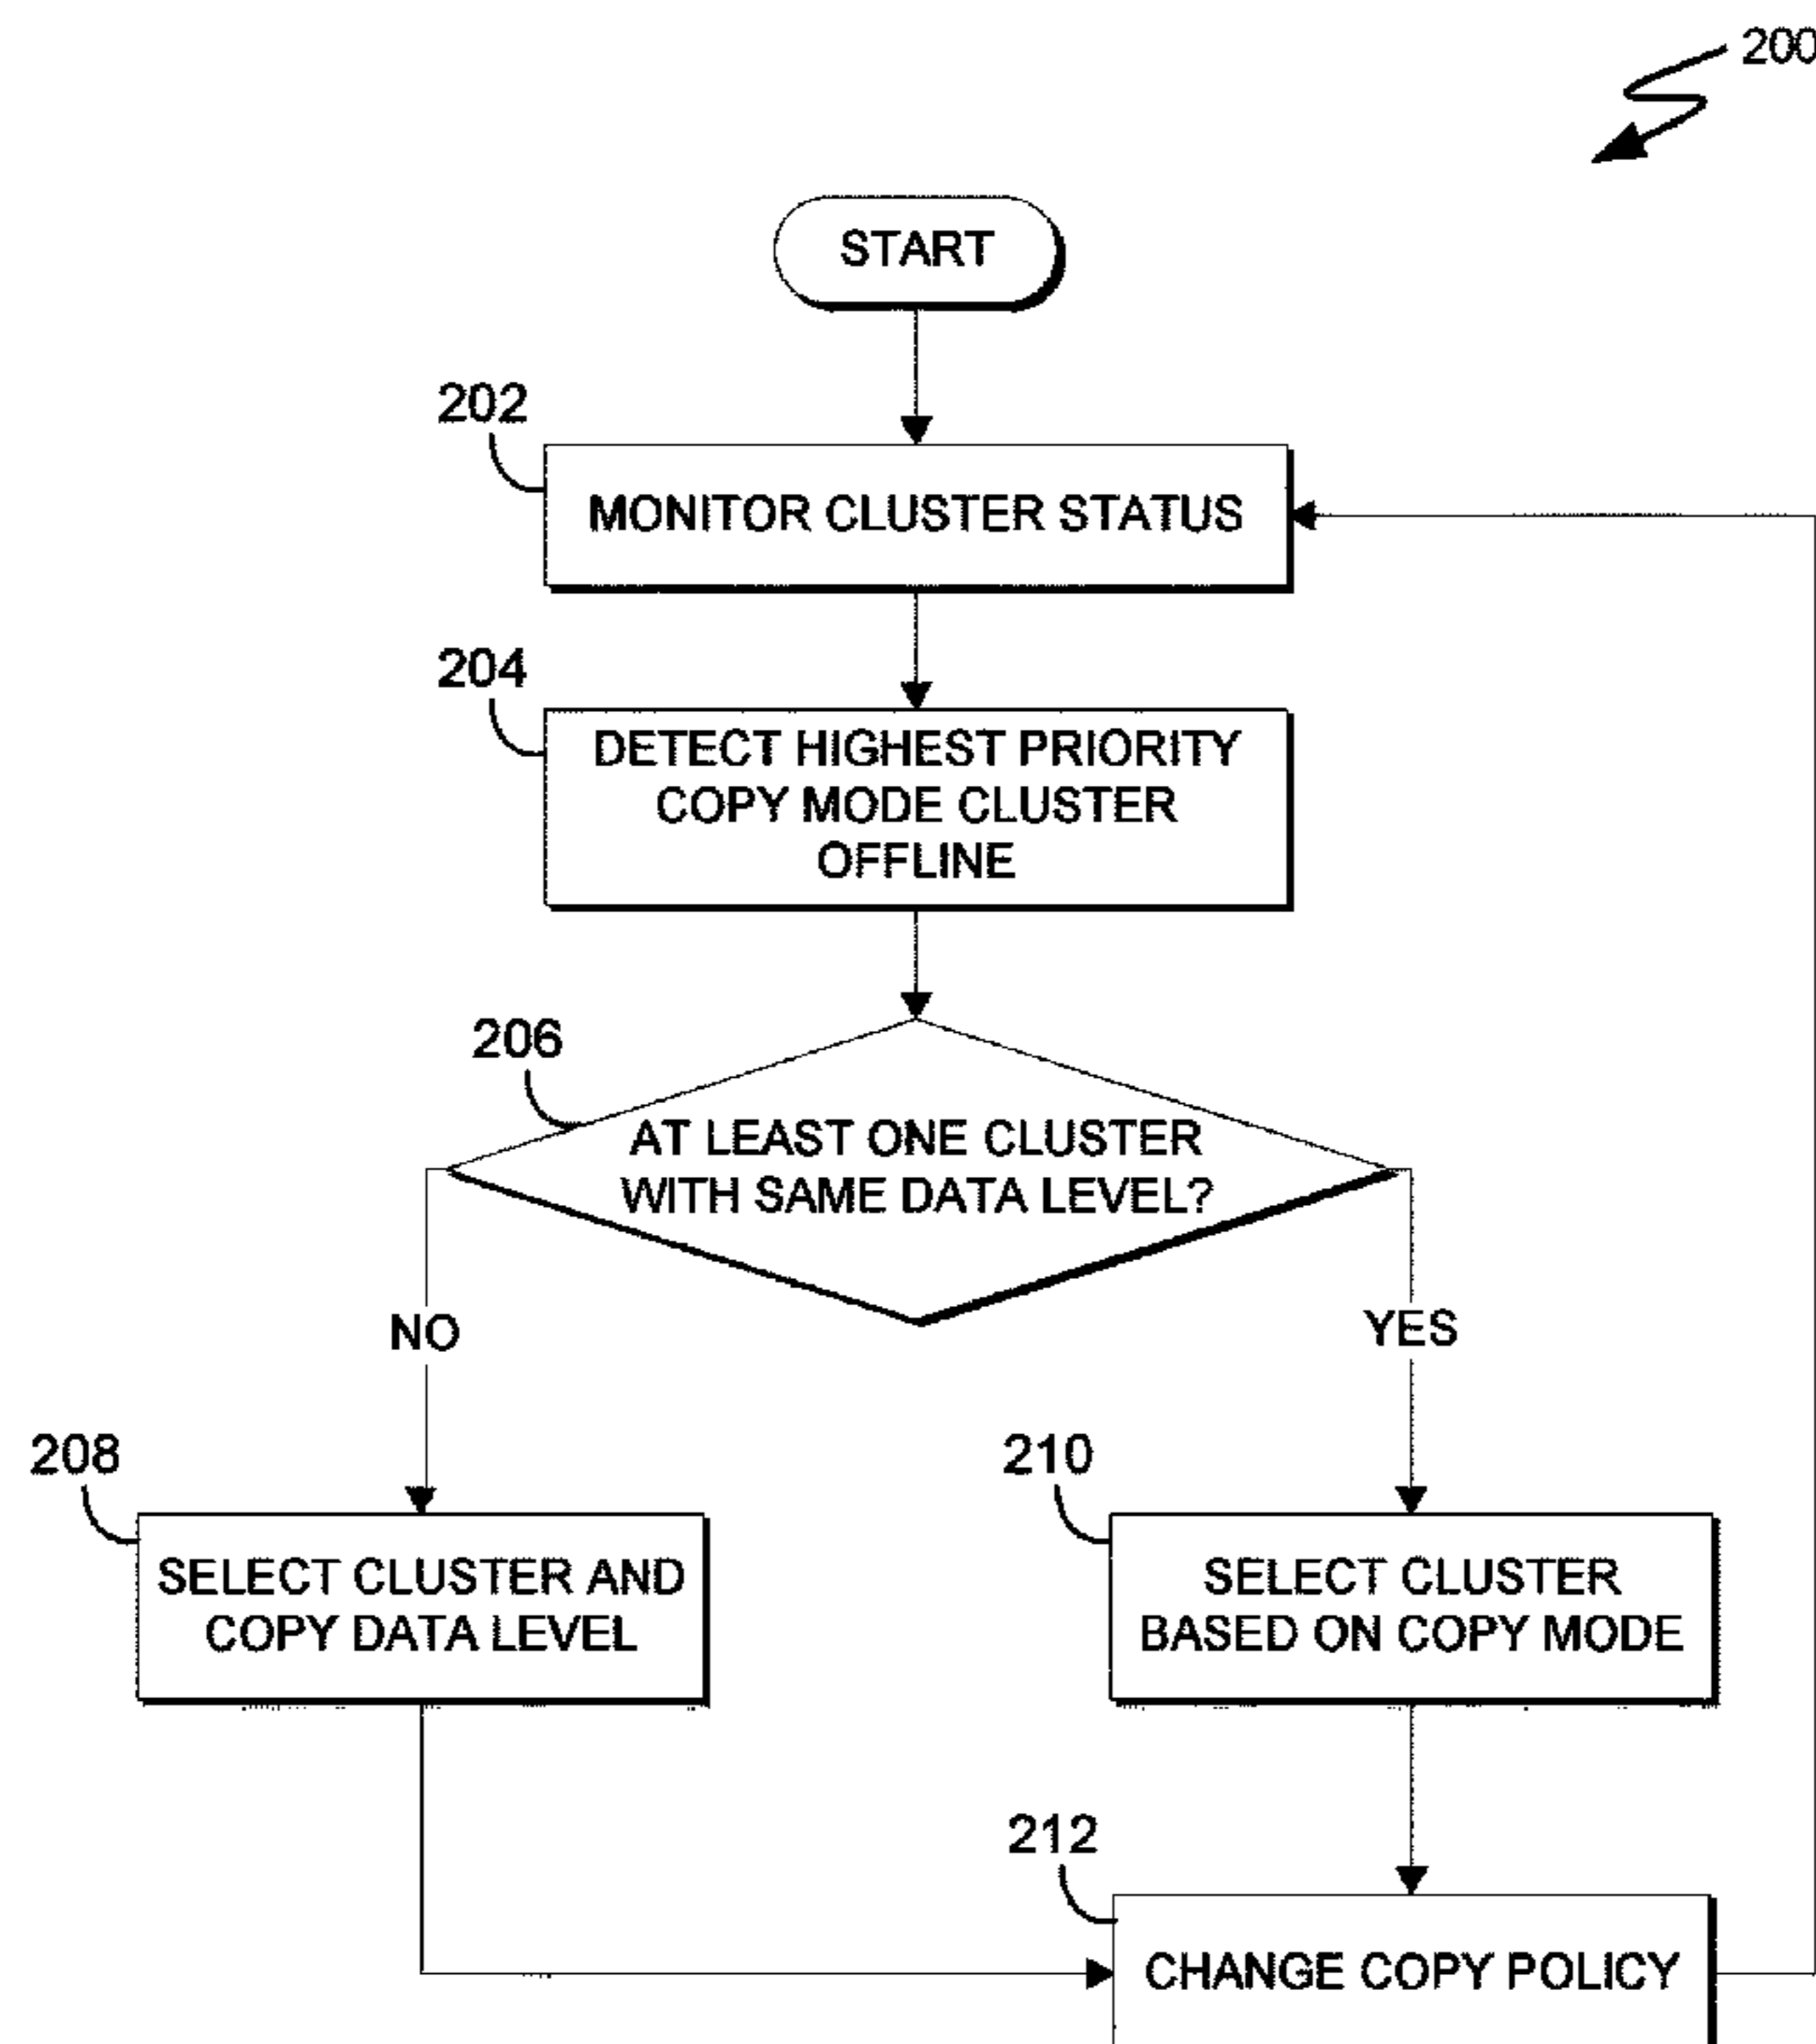 200
START
202
MONITOR CLUSTER STATUS
204
DETECT HIGHEST PRIORITY
COPY MODE CLUSTER
OFFLINE
206
AT LEAST ONE CLUSTER
WITH SAME DATA LEVEL?
NO
YES
208
SELECT CLUSTER AND
COPY DATA LEVEL
210
SELECT CLUSTER
BASED ON COPY MODE
212
CHANGE COPY POLICY